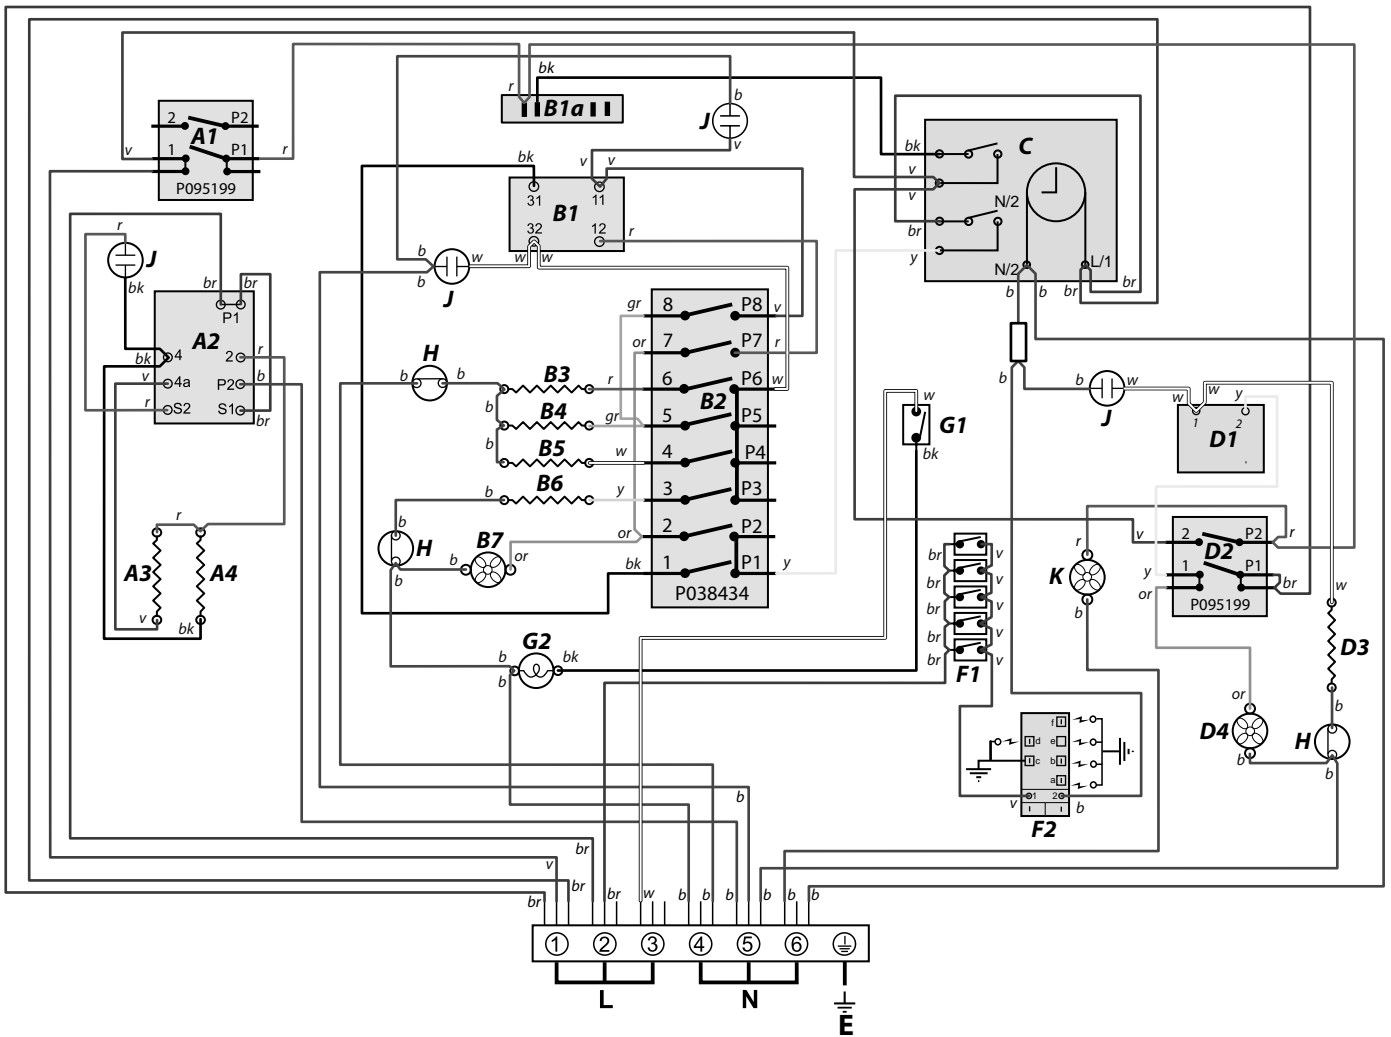 r
bk
B1a
b
J
v
2
P2
A1
1
P1
v
r
P095199
bk
v
v
31
11
B1
32
12
r
w
w
w
b
b
J
bk
C
v
v
N/2
br
y
N/2
L/1
b
b
br
br
r
J
bk
br
br
P1
A2
bk
4
2
r
v
4a
P2
b
r
S2
S1
br
gr
8
P8
v
or
7
P7
r
6
P6
w
B2
5
P5
4
P4
3
P3
2
P2
1
P1
y
P038434
H
b
b
B3
r
b
B4
gr
b
B5
w
B6
b
y
b
H
b
B7
b
or
or
bk
w
G1
bk
b
b
J
w
w
w
y
1
2
D1
r
A3
A4
v
bk
G2
b
b
bk
br
v
br
v
br
v
br
v
br
v
F1
r
K
b
v
2
P2
r
D2
y
1
P1
br
or
P095199
w
D3
b
or
D4
b
H
b
f
d
e
c
b
a
1
2
v
b
F2
b
br
v
br
br
br
w
b
b
b
b
b
b
1
2
3
4
5
6
L
N
E